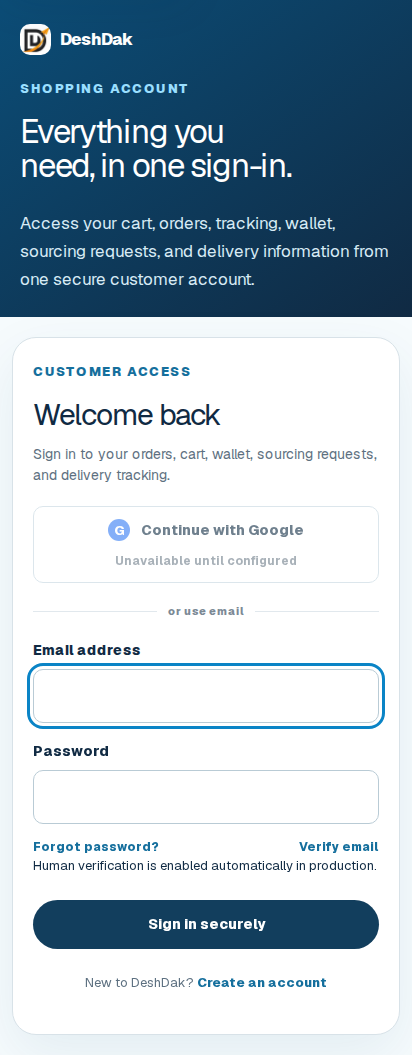 DeshDak
SHOPPING ACCOUNT
Everything you
need, in one sign-in.
Access your cart, orders, tracking, wallet,
sourcing requests, and delivery information from
one secure customer account.
CUSTOMER ACCESS
Welcome back
Sign in to your orders, cart, wallet, sourcing requests,
and delivery tracking.
G Continue with Google
Unavailable until configured
or use email
Email address
Password
Forgot password? Verify email
Human verification is enabled automatically in production.
Sign in securely
New to DeshDak? Create an account